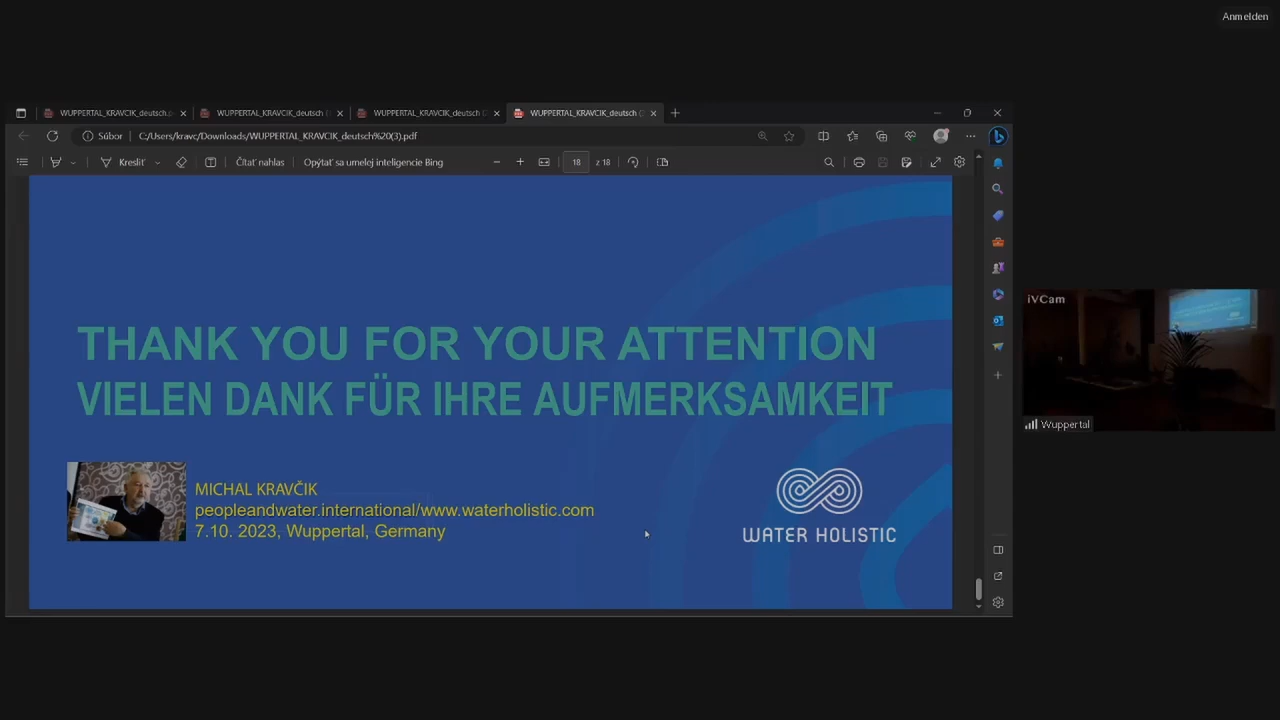 Anmelden
WUPPERTAL_KRAVCIK_deutsch.p
WUPPERTAL_KRAVCIK_deutsch (
WUPPERTAL_KRAVCIK_deutsch (2
WUPPERTAL_KRAVCIK_deutsch (3
Súbor
C:/Users/kravc/Downloads/WUPPERTAL_KRAVCIK_deutsch%20(3).pdf
Kresliť
Čítať nahlas
Opýtať sa umelej inteligencie Bing
18
z 18
THANK YOU FOR YOUR ATTENTION
VIELEN DANK FÜR IHRE AUFMERKSAMKEIT
MICHAL KRAVČIK
peopleandwater.international/www.waterholistic.com
7.10. 2023, Wuppertal, Germany
WATER HOLISTIC
iVCam
Wuppertal